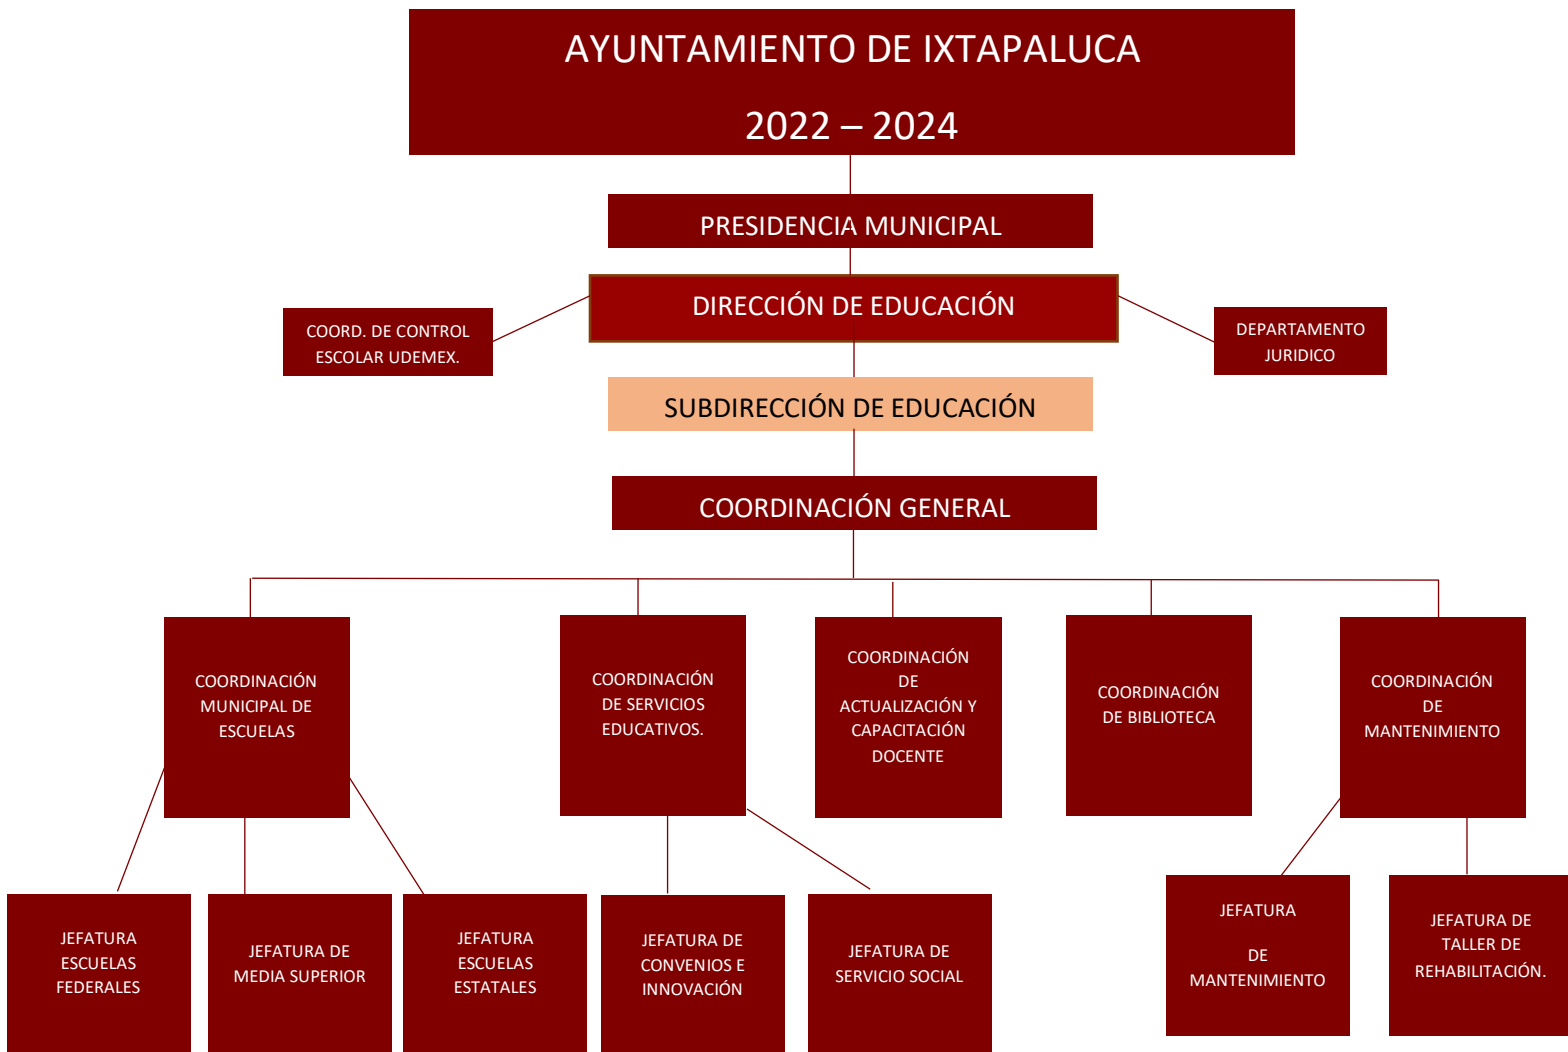 AYUNTAMIENTO DE IXTAPALUCA
2022 – 2024
PRESIDENCIA MUNICIPAL
DIRECCIÓN DE EDUCACIÓN
COORD. DE CONTROL
ESCOLAR UDEMEX.
DEPARTAMENTO
JURIDICO
SUBDIRECCIÓN DE EDUCACIÓN
COORDINACIÓN GENERAL
COORDINACIÓN
MUNICIPAL DE
ESCUELAS
COORDINACIÓN
DE SERVICIOS
EDUCATIVOS.
COORDINACIÓN
DE
ACTUALIZACIÓN Y
CAPACITACIÓN
DOCENTE
COORDINACIÓN
DE BIBLIOTECA
COORDINACIÓN
DE
MANTENIMIENTO
JEFATURA
ESCUELAS
FEDERALES
JEFATURA DE
MEDIA SUPERIOR
JEFATURA
ESCUELAS
ESTATALES
JEFATURA DE
CONVENIOS E
INNOVACIÓN
JEFATURA DE
SERVICIO SOCIAL
JEFATURA
DE
MANTENIMIENTO
JEFATURA DE
TALLER DE
REHABILITACIÓN.